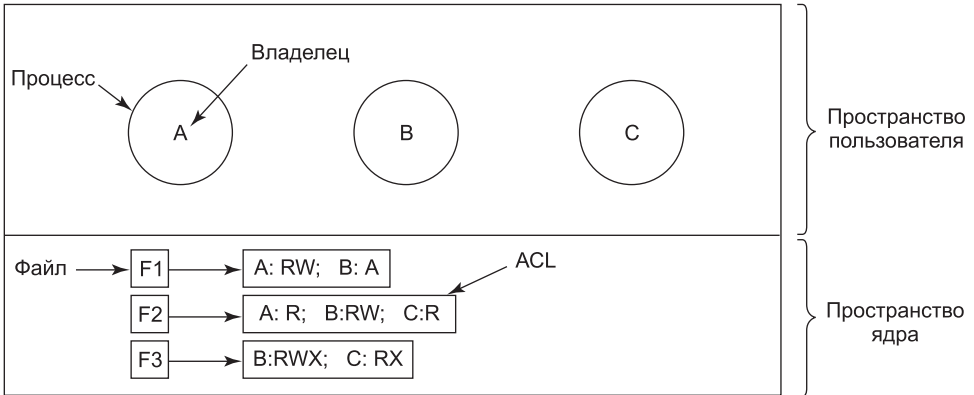 Владелец
Процесс
A
B
C
Пространство
пользователя
Файл
F1
A: RW; B: A
ACL
F2
A: R; B:RW; C:R
F3
B:RWX; C: RX
Пространство
ядра